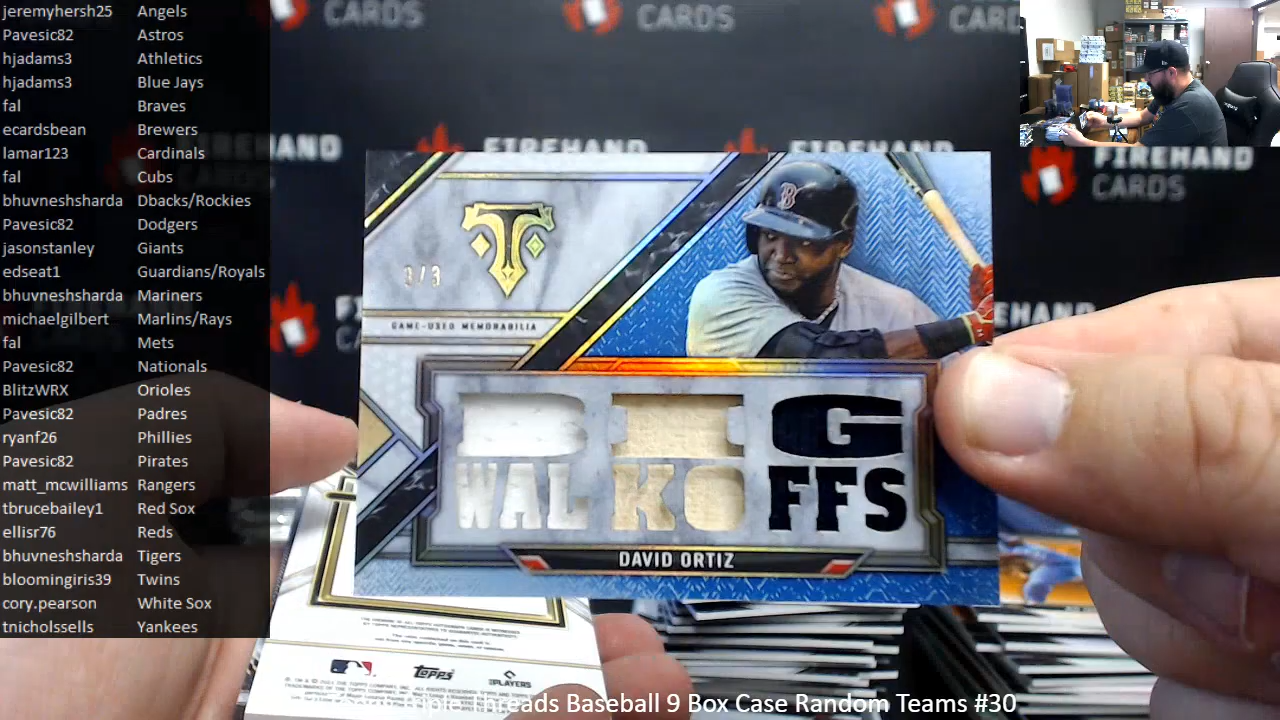 jeremyhersh25 Angels
Pavesic82 Astros
hjadams3 Athletics
hjadams3 Blue Jays
fal Braves
ecardsbean Brewers
lamar123 Cardinals
fal Cubs
bhuvneshsharda Dbacks/Rockies
Pavesic82 Dodgers
jasonstanley Giants
edseat1 Guardians/Royals
bhuvneshsharda Mariners
michaelgilbert Marlins/Rays
fal Mets
Pavesic82 Nationals
BlitzWRX Orioles
Pavesic82 Padres
ryanf26 Phillies
Pavesic82 Pirates
matt_mcwilliams Rangers
tbrucebailey1 Red Sox
ellisr76 Reds
bhuvneshsharda Tigers
bloomingiris39 Twins
cory.pearson White Sox
tnicholssells Yankees
CARDS
CARDS
FIREHAND
FIREHAND
CARDS
T
B
/3
GAME-USED MEMORABILIA
BIG
WALKOFFS
DAVID ORTIZ
Topps
PLAYERS
Threads Baseball 9 Box Case Random Teams #30